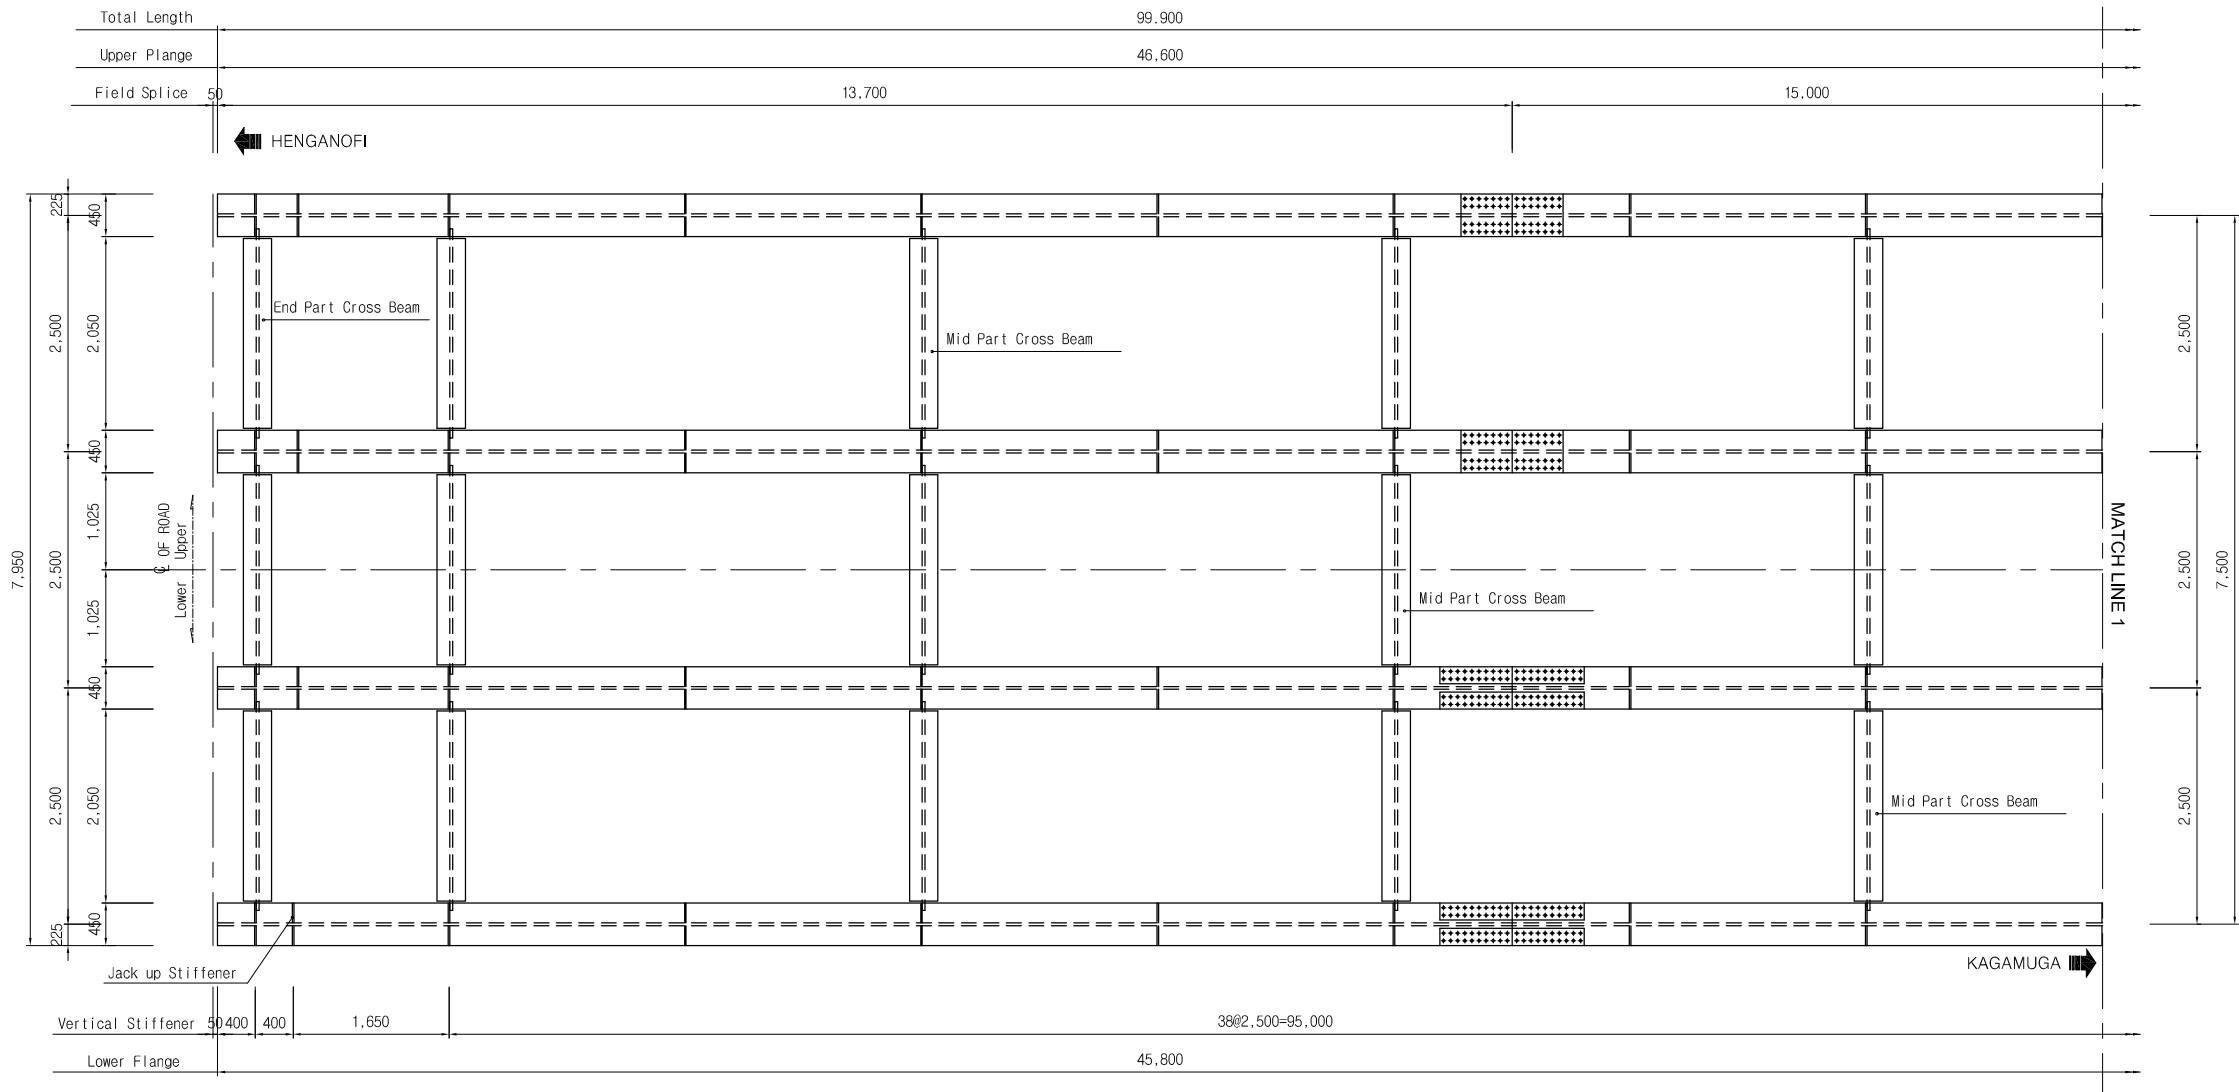 Total Length 99.900
Upper Plange 46,600
Field Splice 50 13,700 15,000
HENGANOFI
225
450
End Part Cross Beam
Mid Part Cross Beam
2,500 2,050 2,500
450
1,025
℄ OF ROAD
Lower Upper
7,950 2,500 2,500 7,500
MATCH LINE 1
1,025
Mid Part Cross Beam
450
2,500 2,050 2,500
Mid Part Cross Beam
450
225
Jack up Stiffener
KAGAMUGA
Vertical Stiffener 50 400 400 1,650 38@2,500=95,000
Lower Flange 45,800